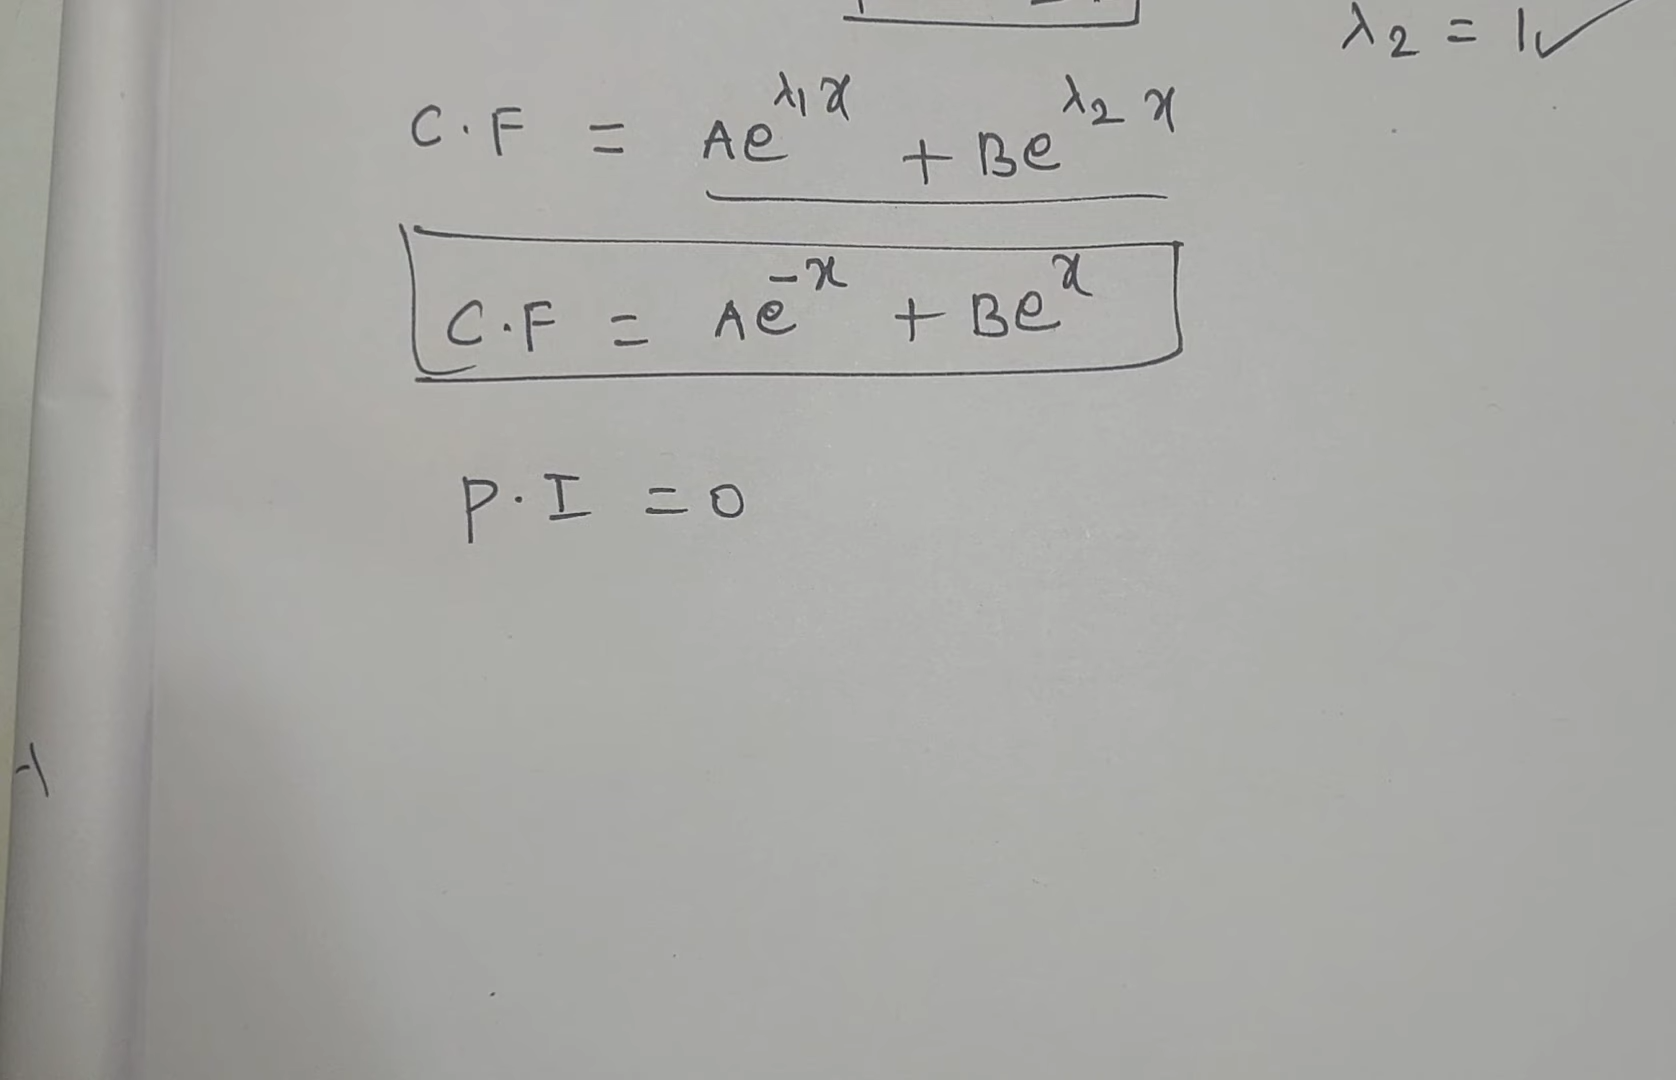 λ₂ = 1✓
C.F = Ae^λ₁x + Be^λ₂x
C.F = Ae^-x + Be^x
P.I = 0